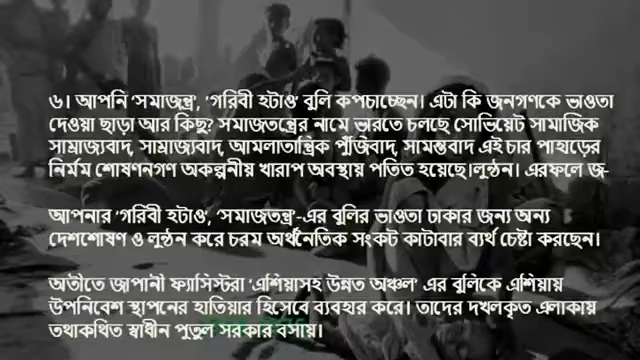 ৬। আপনি ‘সমাজতন্ত্র’, ‘গরিবী হটাও’ বুলি কপচাচ্ছেন। এটা কি জনগণকে ভাওতা
দেওয়া ছাড়া আর কিছু? সমাজতন্ত্রের নামে ভারতে চলছে সোভিয়েট সামাজিক
সাম্রাজ্যবাদ, সাম্রাজ্যবাদ, আমলাতান্ত্রিক পুঁজিবাদ, সামন্তবাদ এই চার পাহাড়ের
নির্মম শোষণনগণ অকল্পনীয় খারাপ অবস্থায় পতিত হয়েছে।লুণ্ঠন। এরফলে জ-
আপনার ‘গরিবী হটাও’, ‘সমাজতন্ত্র’-এর বুলির ভাওতা ঢাকার জন্য অন্য
দেশশোষণ ও লুণ্ঠন করে চরম অর্থনৈতিক সংকট কাটাবার ব্যর্থ চেষ্টা করছেন।
অতীতে জাপানী ফ্যাসিস্টরা ‘এশিয়াসহ উন্নত অঞ্চল’ এর বুলিকে এশিয়ায়
উপনিবেশ স্থাপনের হাতিয়ার হিসেবে ব্যবহার করে। তাদের দখলকৃত এলাকায়
তথাকথিত স্বাধীন পুতুল সরকার বসায়।